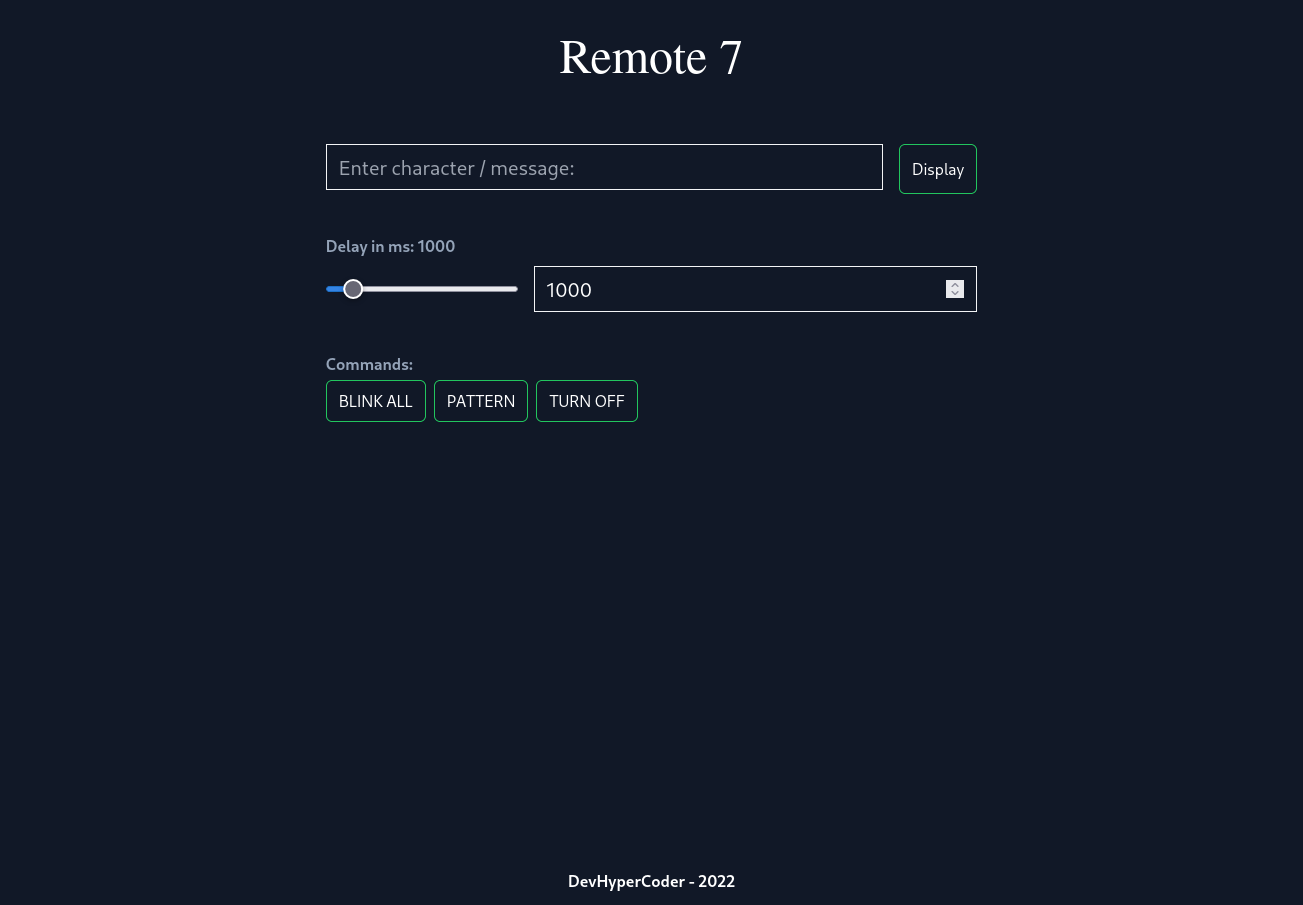 Remote 7
Enter character / message:
Display
Delay in ms: 1000
1000
Commands:
BLINK ALL
PATTERN
TURN OFF
DevHyperCoder - 2022